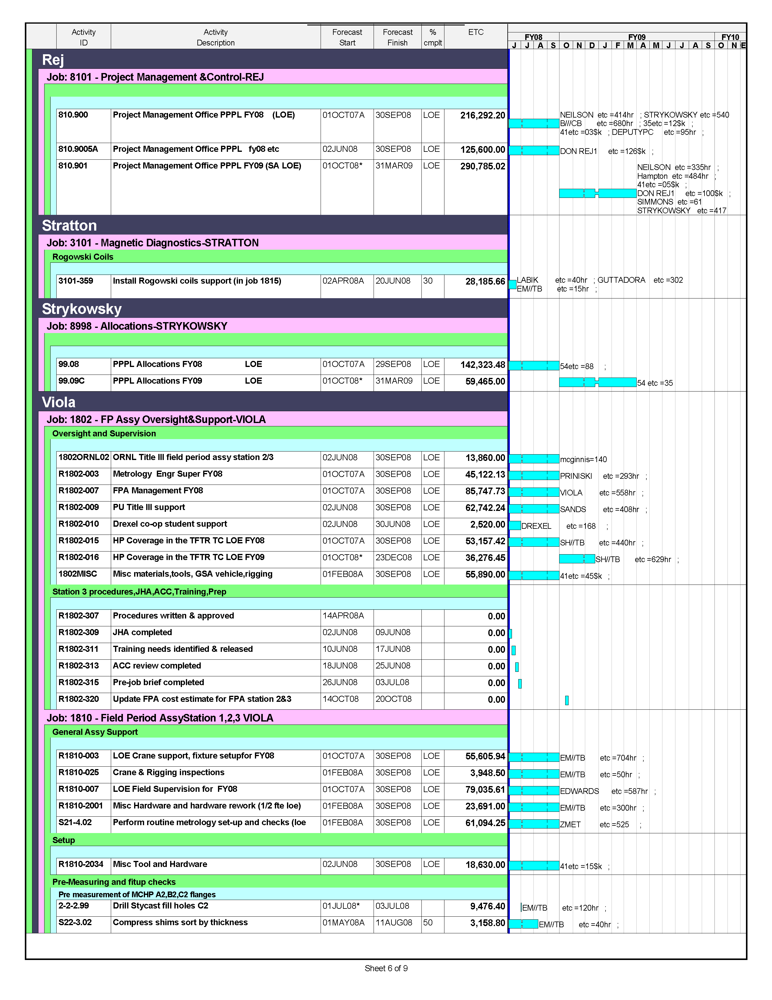 Activity ID Activity Description Forecast Start Forecast Finish % cmplt ETC FY08 FY09 FY10
J J A S O N D J F M A M J J A S O N E
Rej
Job: 8101 - Project Management &Control-REJ
810.900 Project Management Office PPPL FY08 (LOE) 01OCT07A 30SEP08 LOE 216,292.20 NEILSON etc =414hr ; STRYKOWSKY etc =540
B///CB etc =680hr ; 35etc =12$k ;
41etc =03$k ; DEPUTYPC etc =95hr ;
810.9005A Project Management Office PPPL fy08 etc 02JUN08 30SEP08 LOE 125,600.00 DON REJ1 etc =126$k ;
810.901 Project Management Office PPPL FY09 (SA LOE) 01OCT08* 31MAR09 LOE 290,785.02 NEILSON etc =335hr ;
Hampton etc =484hr ;
41etc =05$k ;
DON REJ1 etc =100$k ;
SIMMONS etc =61
STRYKOWSKY etc =417
Stratton
Job: 3101 - Magnetic Diagnostics-STRATTON
Rogowski Coils
3101-359 Install Rogowski coils support (in job 1815) 02APR08A 20JUN08 30 28,185.66 LABIK etc =40hr ; GUTTADORA etc =302
EM//TB etc =15hr ;
Strykowsky
Job: 8998 - Allocations-STRYKOWSKY
99.08 PPPL Allocations FY08 LOE 01OCT07A 29SEP08 LOE 142,323.48 54etc =88 ;
99.09C PPPL Allocations FY09 LOE 01OCT08* 31MAR09 LOE 59,465.00 54 etc =35
Viola
Job: 1802 - FP Assy Oversight&Support-VIOLA
Oversight and Supervision
1802ORNL02 ORNL Title III field period assy station 2/3 02JUN08 30SEP08 LOE 13,860.00 mcginnis=140
R1802-003 Metrology Engr Super FY08 01OCT07A 30SEP08 LOE 45,122.13 PRINISKI etc =293hr ;
R1802-007 FPA Management FY08 01OCT07A 30SEP08 LOE 85,747.73 VIOLA etc =558hr ;
R1802-009 PU Title III support 02JUN08 30SEP08 LOE 62,742.24 SANDS etc =408hr ;
R1802-010 Drexel co-op student support 02JUN08 30JUN08 LOE 2,520.00 DREXEL etc =168 ;
R1802-015 HP Coverage in the TFTR TC LOE FY08 01OCT07A 30SEP08 LOE 53,157.42 SH//TB etc =440hr ;
R1802-016 HP Coverage in the TFTR TC LOE FY09 01OCT08* 23DEC08 LOE 36,276.45 SH//TB etc =629hr ;
1802MISC Misc materials,tools, GSA vehicle,rigging 01FEB08A 30SEP08 LOE 55,890.00 41etc =45$k ;
Station 3 procedures,JHA,ACC,Training,Prep
R1802-307 Procedures written & approved 14APR08A 0.00
R1802-309 JHA completed 02JUN08 09JUN08 0.00
R1802-311 Training needs identified & released 10JUN08 17JUN08 0.00
R1802-313 ACC review completed 18JUN08 25JUN08 0.00
R1802-315 Pre-job brief completed 26JUN08 03JUL08 0.00
R1802-320 Update FPA cost estimate for FPA station 2&3 14OCT08 20OCT08 0.00
Job: 1810 - Field Period AssyStation 1,2,3 VIOLA
General Assy Support
R1810-003 LOE Crane support, fixture setupfor FY08 01OCT07A 30SEP08 LOE 55,605.94 EM//TB etc =704hr ;
R1810-025 Crane & Rigging inspections 01FEB08A 30SEP08 LOE 3,948.50 EM//TB etc =50hr ;
R1810-007 LOE Field Supervision for FY08 01OCT07A 30SEP08 LOE 79,035.61 EDWARDS etc =587hr ;
R1810-2001 Misc Hardware and hardware rework (1/2 fte loe) 01FEB08A 30SEP08 LOE 23,691.00 EM//TB etc =300hr ;
S21-4.02 Perform routine metrology set-up and checks (loe 01FEB08A 30SEP08 LOE 61,094.25 ZMET etc =525 ;
Setup
R1810-2034 Misc Tool and Hardware 02JUN08 30SEP08 LOE 18,630.00 41etc =15$k ;
Pre-Measuring and fitup checks
Pre measurement of MCHP A2,B2,C2 flanges
2-2-2.99 Drill Stycast fill holes C2 01JUL08* 03JUL08 9,476.40 EM//TB etc =120hr ;
S22-3.02 Compress shims sort by thickness 01MAY08A 11AUG08 50 3,158.80 EM//TB etc =40hr ;
Sheet 6 of 9